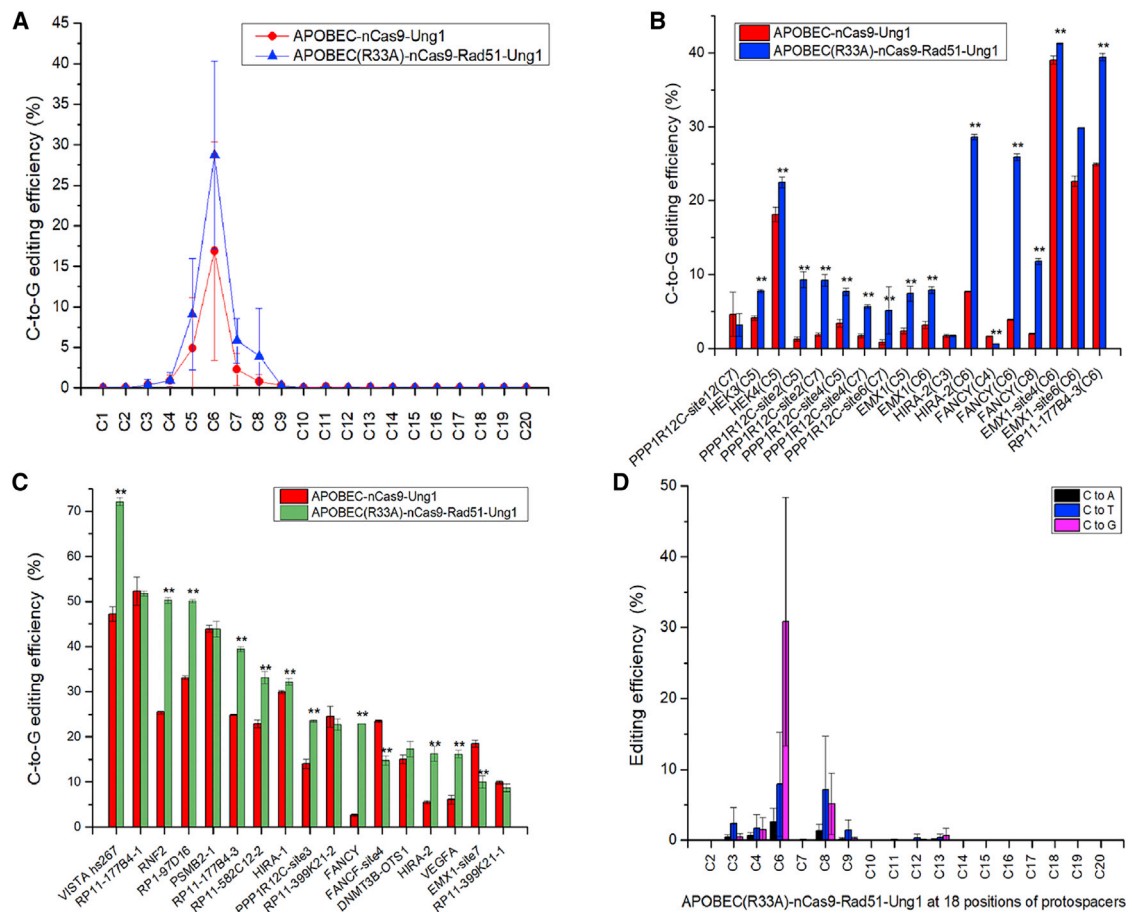 A
APOBEC-nCas9-Ung1
APOBEC(R33A)-nCas9-Rad51-Ung1
C-to-G editing efficiency (%)
45
40
35
30
25
20
15
10
5
0
C1 C2 C3 C4 C5 C6 C7 C8 C9 C10 C11 C12 C13 C14 C15 C16 C17 C18 C19 C20
B
APOBEC-nCas9-Ung1
APOBEC(R33A)-nCas9-Rad51-Ung1
C-to-G editing efficiency (%)
40
30
20
10
0
** ** ** ** ** ** ** ** ** ** ** ** ** ** **
PPP1R12C-site12(C7)
HEK3(C5)
HEK4(C5)
PPP1R12C-site2(C5)
PPP1R12C-site2(C7)
PPP1R12C-site4(C5)
PPP1R12C-site4(C7)
PPP1R12C-site6(C7)
EMX1(C5)
EMX1(C6)
HIRA-2(C3)
HIRA-2(C6)
FANCY(C4)
FANCY(C6)
FANCY(C8)
EMX1-site4(C6)
EMX1-site6(C6)
RP11-177B4-3(C6)
C
APOBEC-nCas9-Ung1
APOBEC(R33A)-nCas9-Rad51-Ung1
C-to-G editing efficiency (%)
70
60
50
40
30
20
10
0
** ** ** ** ** ** ** ** ** ** ** **
VISTA hs267
RP11-177B4-1
RNF2
RP1-97D16
PSMB2-1
RP11-177B4-3
RP11-582C12-2
HIRA-1
PPP1R12C-site3
RP11-399K21-2
FANCY
FANCF-site4
DNMT3B-OTS1
HIRA-2
VEGFA
EMX1-site7
RP11-399K21-1
D
C to A
C to T
C to G
Editing efficiency (%)
50
40
30
20
10
0
C2 C3 C4 C6 C7 C8 C9 C10 C11 C12 C13 C14 C15 C16 C17 C18 C19 C20
APOBEC(R33A)-nCas9-Rad51-Ung1 at 18 positions of protospacers